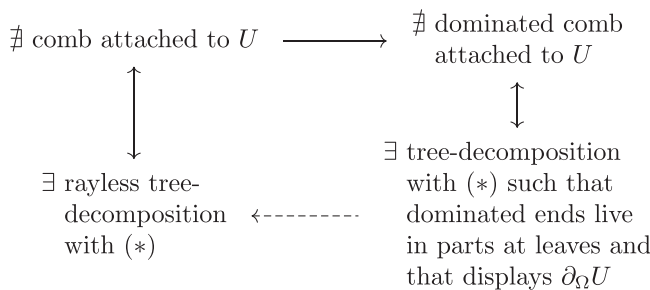 ∄ comb attached to U
∄ dominated comb
attached to U
∃ rayless tree-
decomposition
with (∗)
∃ tree-decomposition
with (∗) such that
dominated ends live
in parts at leaves and
that displays ∂_Ω U